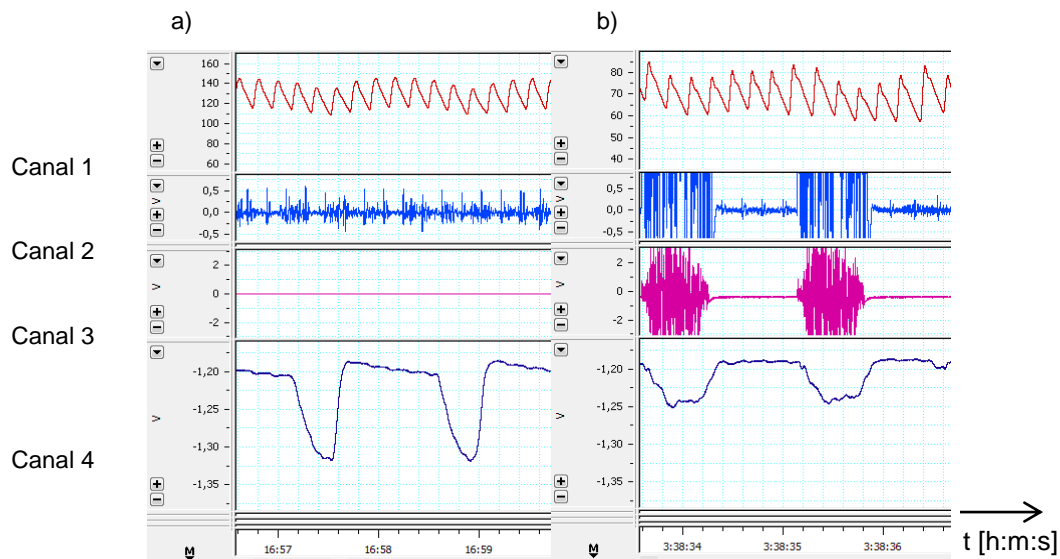 a) b)
160
140
120
100
80
60
80
70
60
50
40
Canal 1
0,5
0,0
-0,5
V
0,5
0,0
-0,5
V
Canal 2
2
0
-2
V
2
0
-2
V
Canal 3
-1,20
-1,25
-1,30
-1,35
V
-1,20
-1,25
-1,30
-1,35
V
Canal 4
M 16:57 16:58 16:59
M 3:38:34 3:38:35 3:38:36
t [h:m:s]